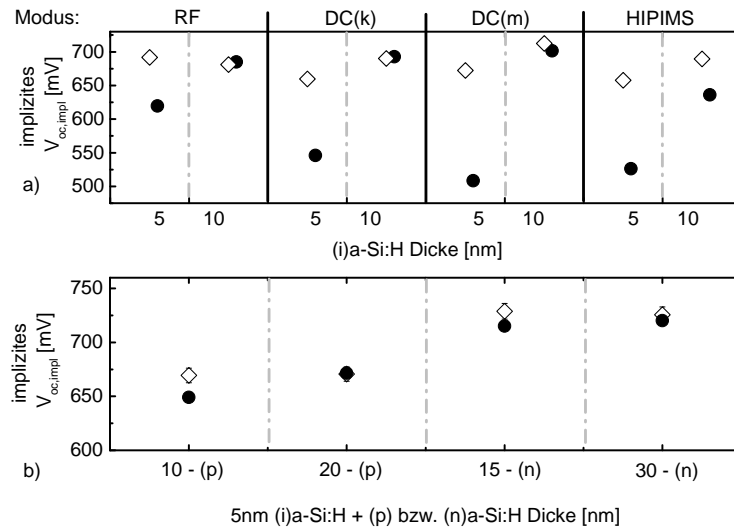 Modus: RF DC(k) DC(m) HIPIMS
700
650
600
550
500
implizites
V_oc,impl [mV]
a)
5 10 5 10 5 10 5 10
(i)a-Si:H Dicke [nm]
750
700
650
600
implizites
V_oc,impl [mV]
b)
10 - (p) 20 - (p) 15 - (n) 30 - (n)
5nm (i)a-Si:H + (p) bzw. (n)a-Si:H Dicke [nm]